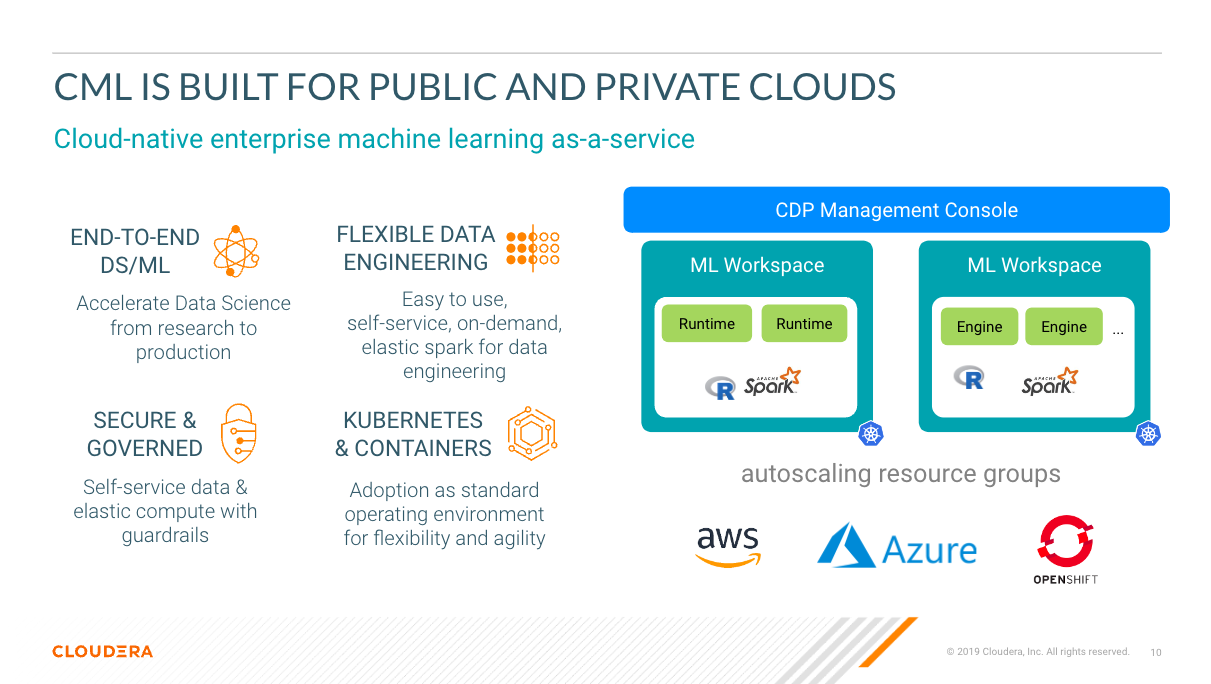 CML IS BUILT FOR PUBLIC AND PRIVATE CLOUDS
Cloud-native enterprise machine learning as-a-service
END-TO-END
DS/ML
Accelerate Data Science
from research to
production
FLEXIBLE DATA
ENGINEERING
Easy to use,
self-service, on-demand,
elastic spark for data
engineering
SECURE &
GOVERNED
Self-service data &
elastic compute with
guardrails
KUBERNETES
& CONTAINERS
Adoption as standard
operating environment
for flexibility and agility
CDP Management Console
ML Workspace
Runtime
Runtime
R
APACHE
Spark
ML Workspace
Engine
Engine
...
R
APACHE
Spark
autoscaling resource groups
aws
Azure
OPENSHIFT
CLOUDERA
© 2019 Cloudera, Inc. All rights reserved.
10